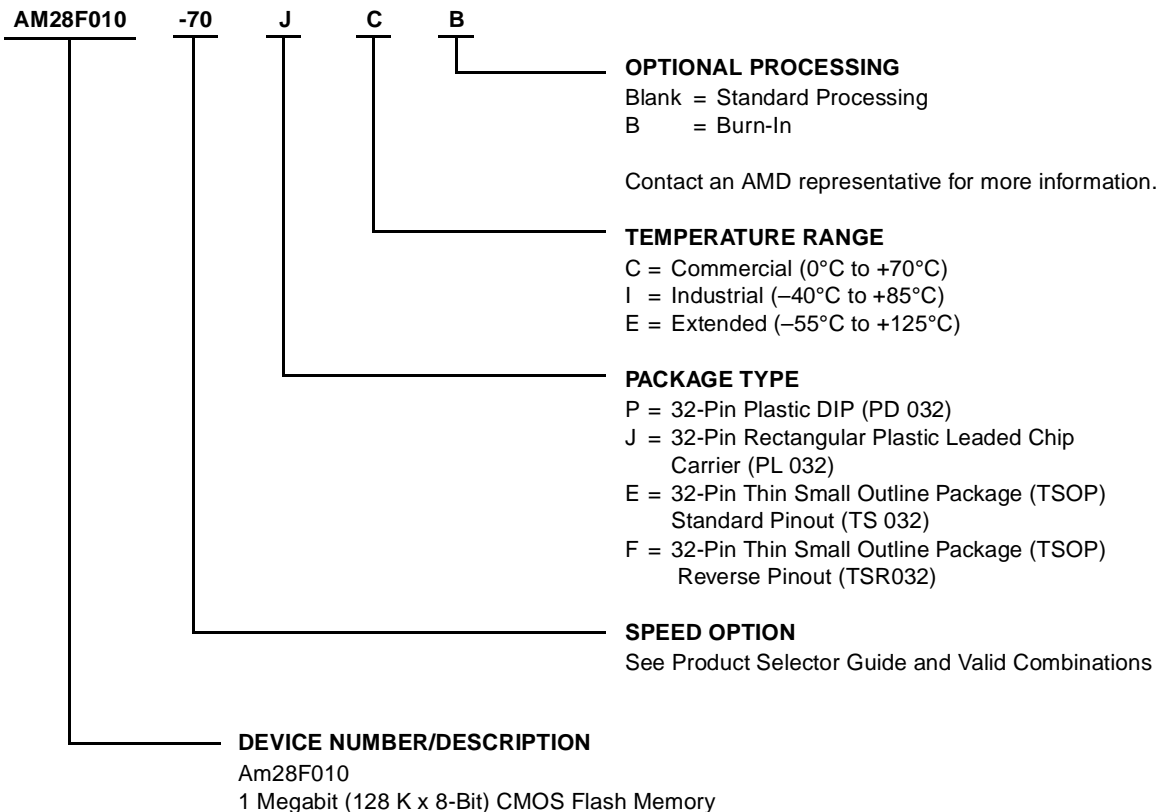 AM28F010 -70 J C B
OPTIONAL PROCESSING
Blank = Standard Processing
B = Burn-In
Contact an AMD representative for more information.
TEMPERATURE RANGE
C = Commercial (0°C to +70°C)
I = Industrial (–40°C to +85°C)
E = Extended (–55°C to +125°C)
PACKAGE TYPE
P = 32-Pin Plastic DIP (PD 032)
J = 32-Pin Rectangular Plastic Leaded Chip
Carrier (PL 032)
E = 32-Pin Thin Small Outline Package (TSOP)
Standard Pinout (TS 032)
F = 32-Pin Thin Small Outline Package (TSOP)
Reverse Pinout (TSR032)
SPEED OPTION
See Product Selector Guide and Valid Combinations
DEVICE NUMBER/DESCRIPTION
Am28F010
1 Megabit (128 K x 8-Bit) CMOS Flash Memory